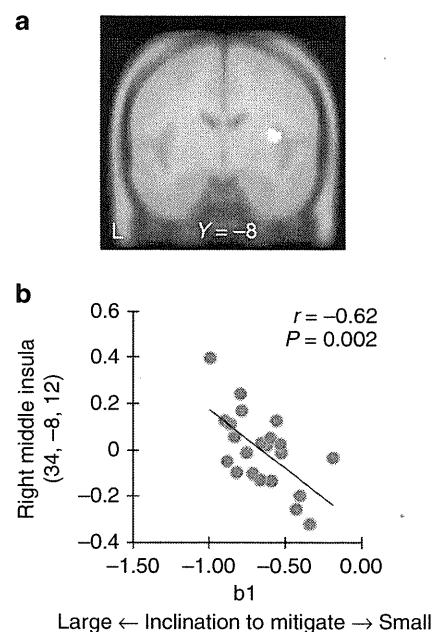 a
L
Y = −8
b
r = −0.62
P = 0.002
Right middle insula
(34, −8, 12)
0.6
0.4
0.2
0
−0.2
−0.4
−1.50
−1.00
−0.50
0.00
b1
Large ← Inclination to mitigate → Small